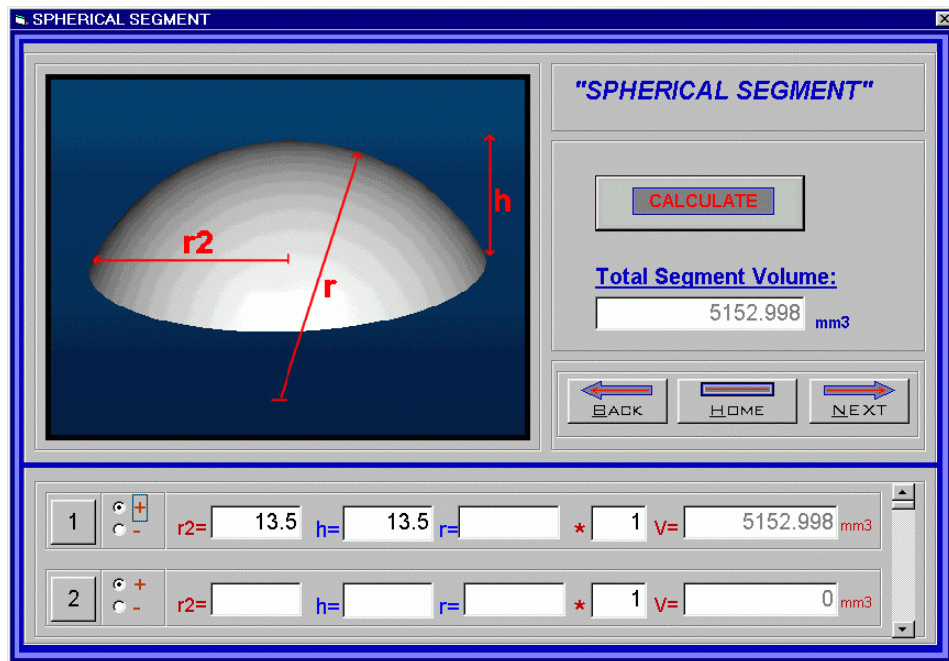 SPHERICAL SEGMENT
"SPHERICAL SEGMENT"
r2
r
h
CALCULATE
Total Segment Volume:
5152.998 mm3
BACK HOME NEXT
1 + - r2= 13.5 h= 13.5 r= * 1 V= 5152.998 mm3
2 + - r2= h= r= * 1 V= 0 mm3